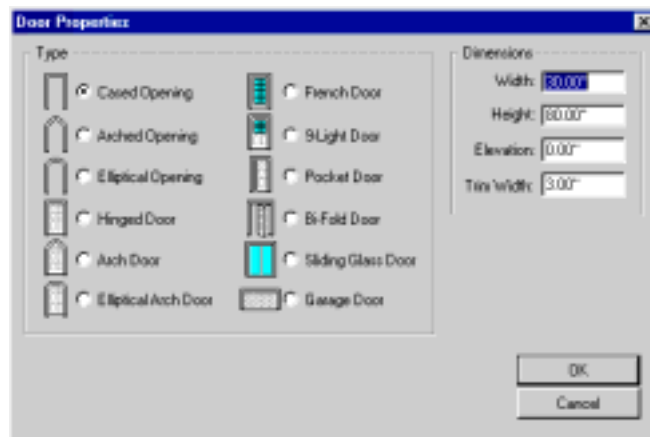 Door Properties
Type
Cased Opening
Arched Opening
Elliptical Opening
Hinged Door
Arch Door
Elliptical Arch Door
French Door
9-Light Door
Pocket Door
Bi-Fold Door
Sliding Glass Door
Garage Door
Dimensions
Width: 30.00"
Height: 80.00"
Elevation: 0.00"
Trim Width: 3.00"
OK
Cancel